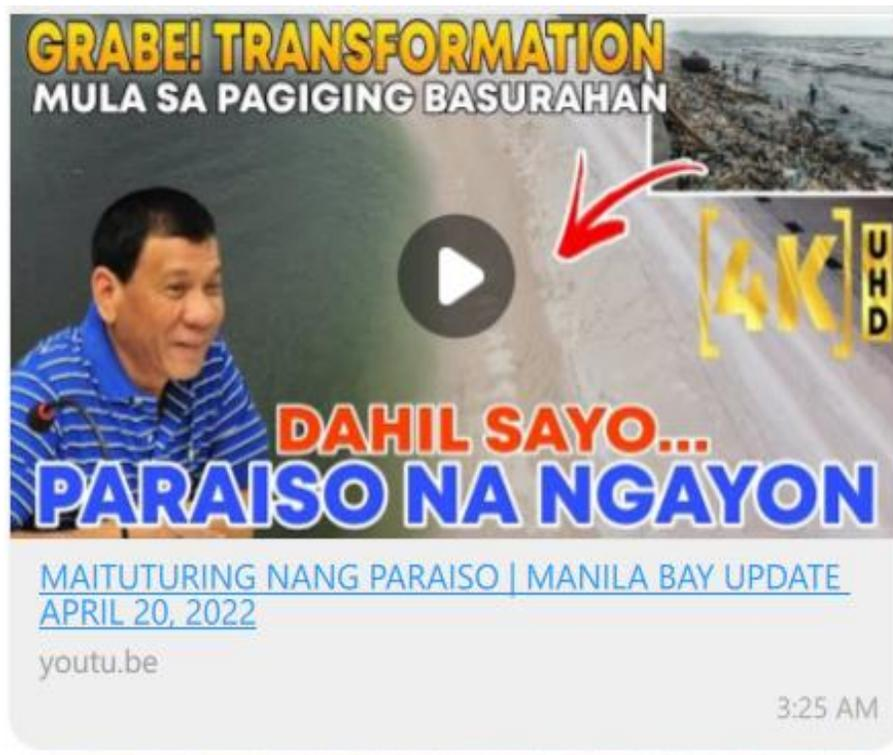 GRABE! TRANSFORMATION
MULA SA PAGIGING BASURAHAN
[4K]
UHD
DAHIL SAYO...
PARAISO NA NGAYON
MAITUTURING NANG PARAISO | MANILA BAY UPDATE
APRIL 20, 2022
youtu.be
3:25 AM